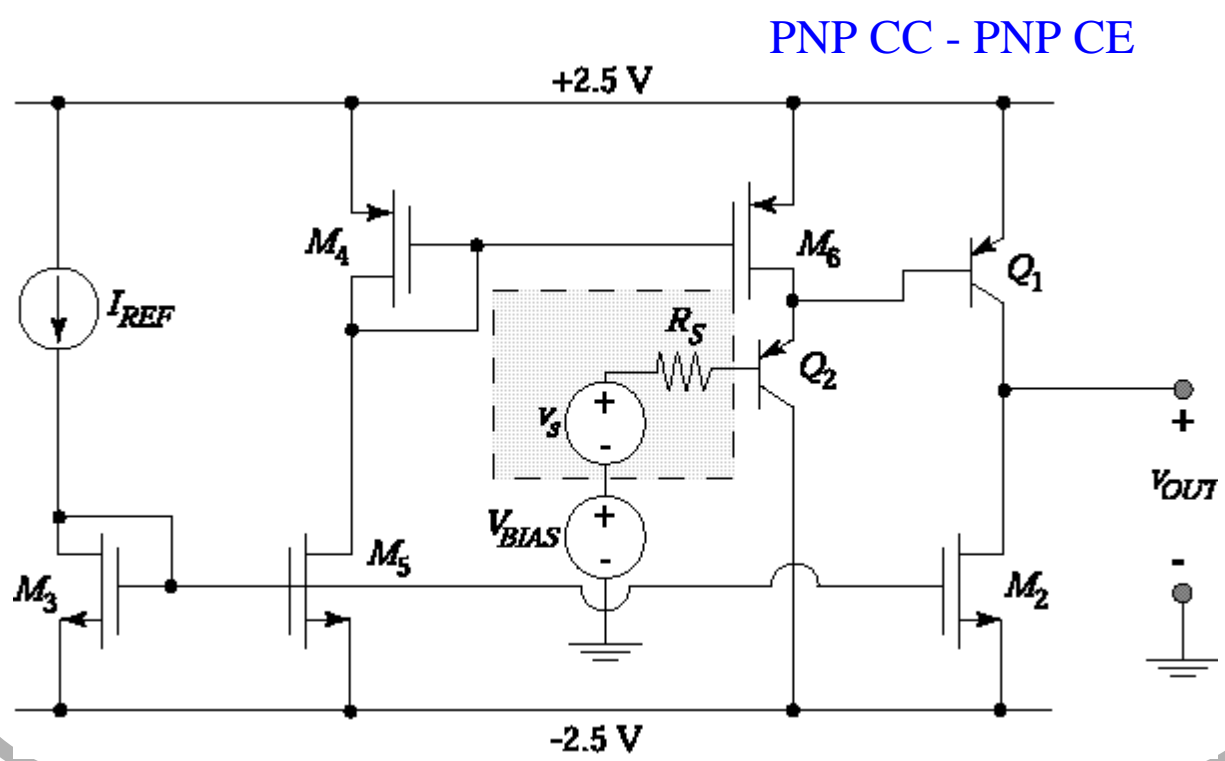 PNP CC - PNP CE
+2.5 V
M4
M6
Q1
IREF
RS
Q2
+
vs
-
+
vOUT
-
VBIAS
+
-
M5
M3
M2
-2.5 V